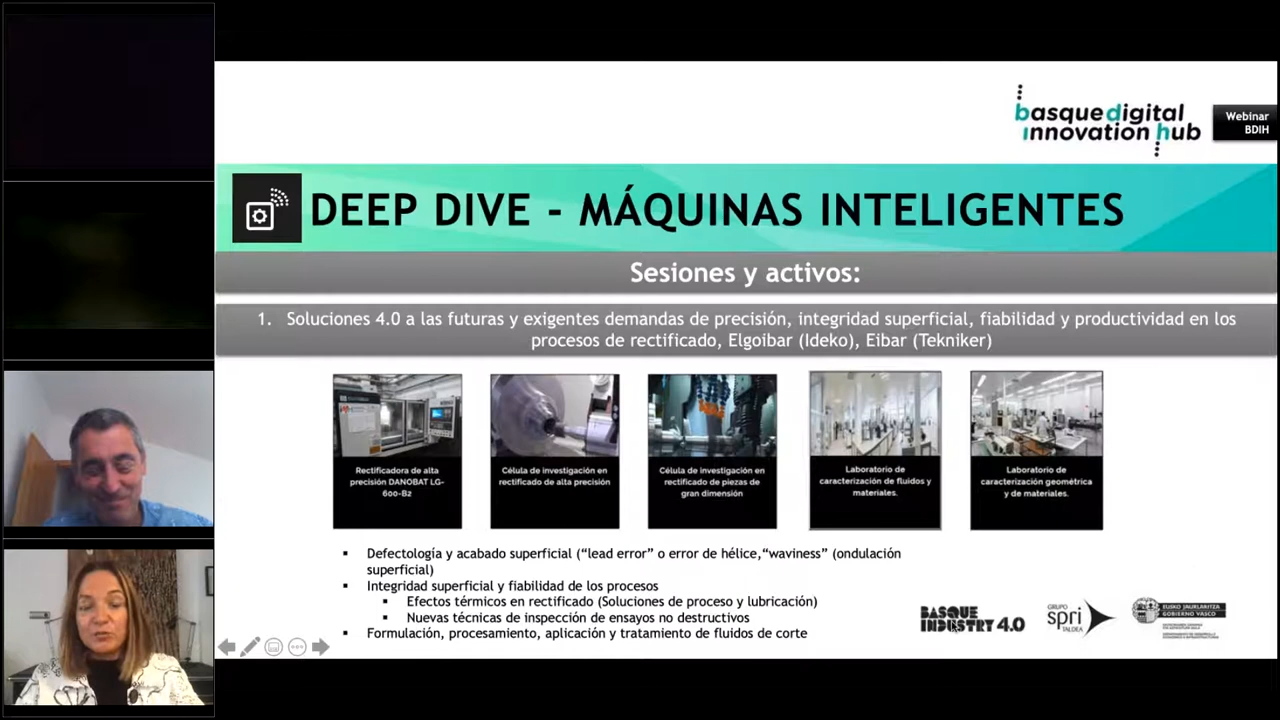 basque digital
innovation hub
Webinar
BDIH
DEEP DIVE - MÁQUINAS INTELIGENTES
Sesiones y activos:
1. Soluciones 4.0 a las futuras y exigentes demandas de precisión, integridad superficial, fiabilidad y productividad en los
procesos de rectificado, Elgoibar (Ideko), Eibar (Tekniker)
Rectificadora de alta
precisión DANOBAT LG-
600-B2
Célula de investigación en
rectificado de alta precisión
Célula de investigación en
rectificado de piezas de
gran dimensión
Laboratorio de
caracterización de fluidos y
materiales.
Laboratorio de
caracterización geométrica
y de materiales.
▪ Defectología y acabado superficial (“lead error” o error de hélice,“waviness” (ondulación
superficial)
▪ Integridad superficial y fiabilidad de los procesos
▪ Efectos térmicos en rectificado (Soluciones de proceso y lubricación)
▪ Nuevas técnicas de inspección de ensayos no destructivos
▪ Formulación, procesamiento, aplicación y tratamiento de fluidos de corte
BASQUE
INDUSTRY 4.0
GRUPO
spri
TALDEA
EUSKO JAURLARITZA
GOBIERNO VASCO